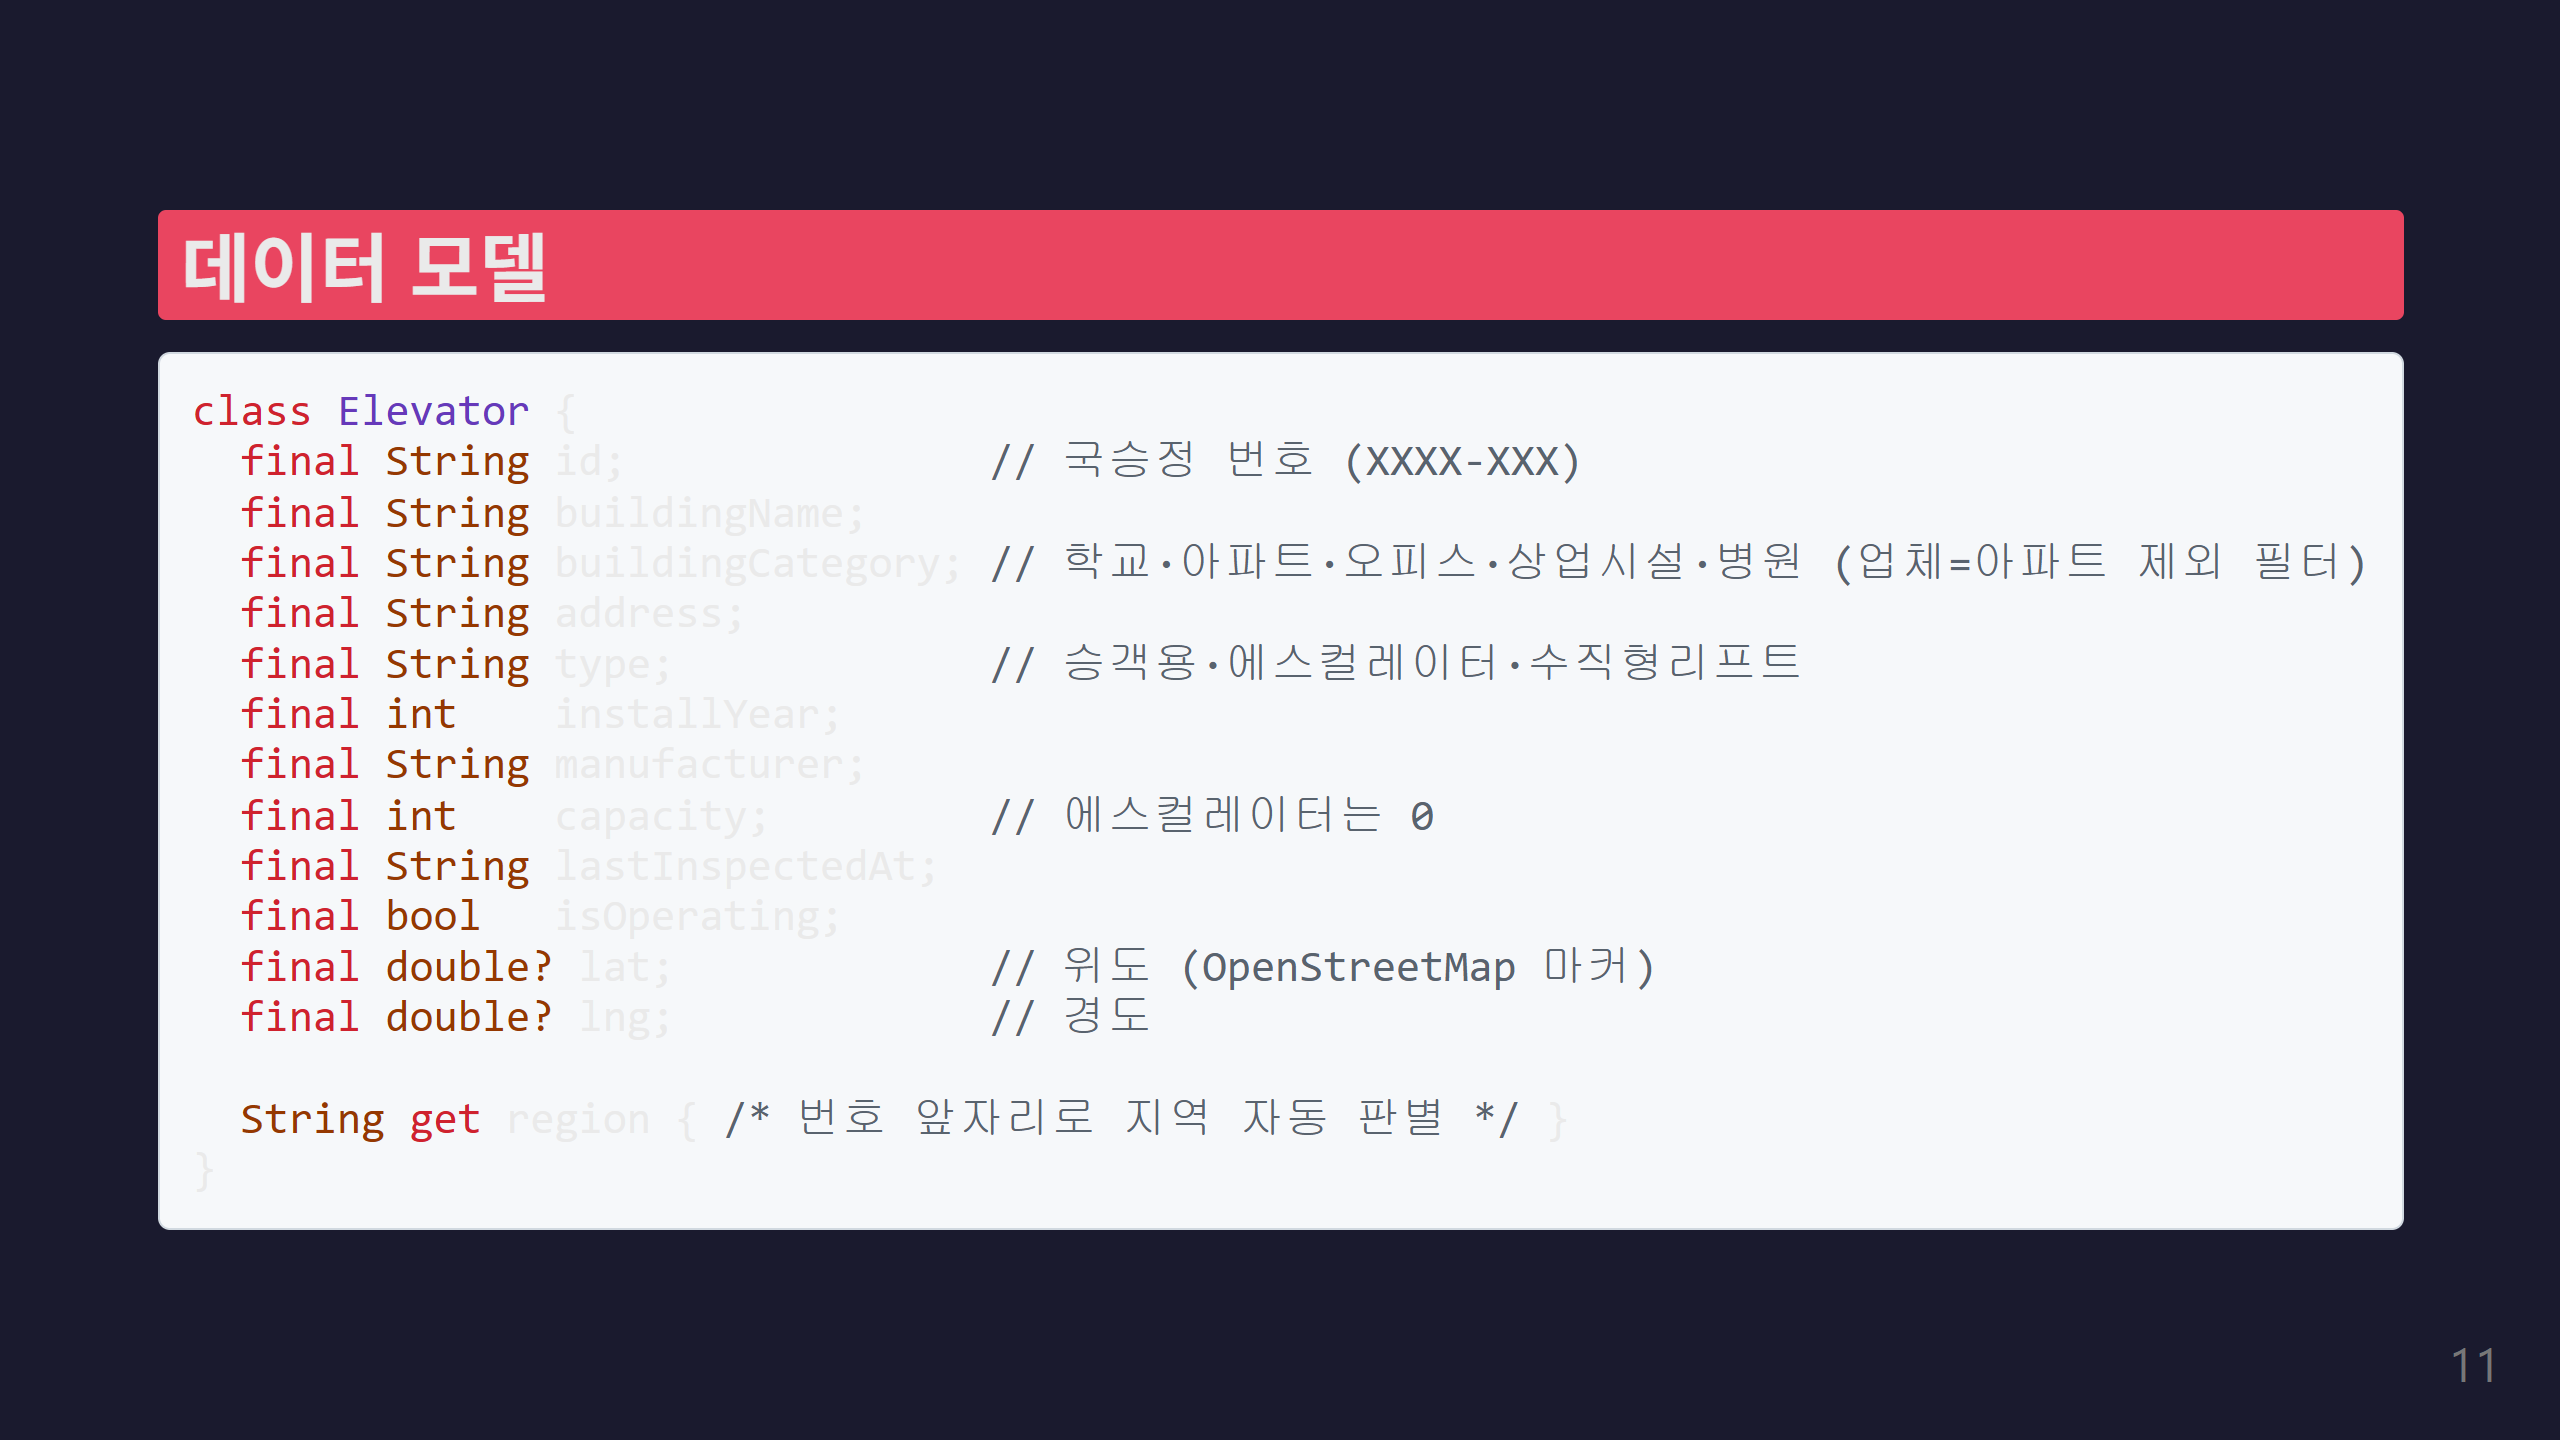 데이터 모델
class Elevator {
  final String id;               // 국승정 번호 (XXXX-XXX)
  final String buildingName;
  final String buildingCategory; // 학교·아파트·오피스·상업시설·병원 (업체=아파트 제외 필터)
  final String address;
  final String type;             // 승객용·에스컬레이터·수직형리프트
  final int    installYear;
  final String manufacturer;
  final int    capacity;         // 에스컬레이터는 0
  final String lastInspectedAt;
  final bool   isOperating;
  final double? lat;             // 위도 (OpenStreetMap 마커)
  final double? lng;             // 경도
  String get region { /* 번호 앞자리로 지역 자동 판별 */ }
}
11